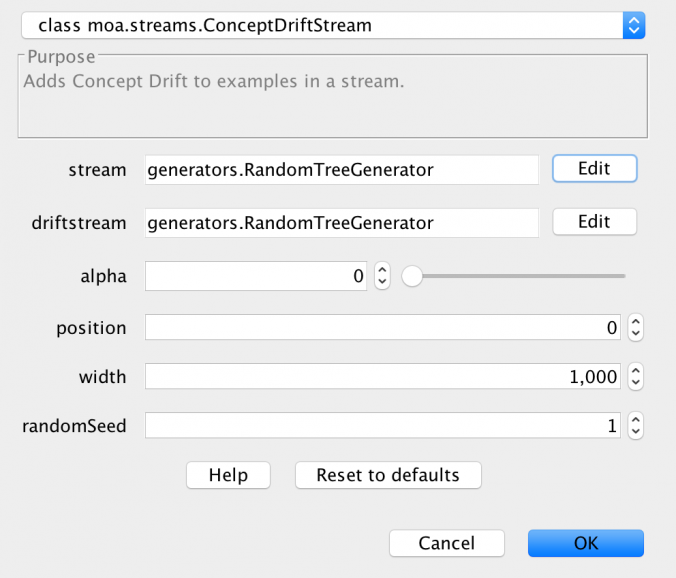 class moa.streams.ConceptDriftStream
Purpose
Adds Concept Drift to examples in a stream.
stream generators.RandomTreeGenerator Edit
driftstream generators.RandomTreeGenerator Edit
alpha 0
position 0
width 1,000
randomSeed 1
Help Reset to defaults
Cancel OK